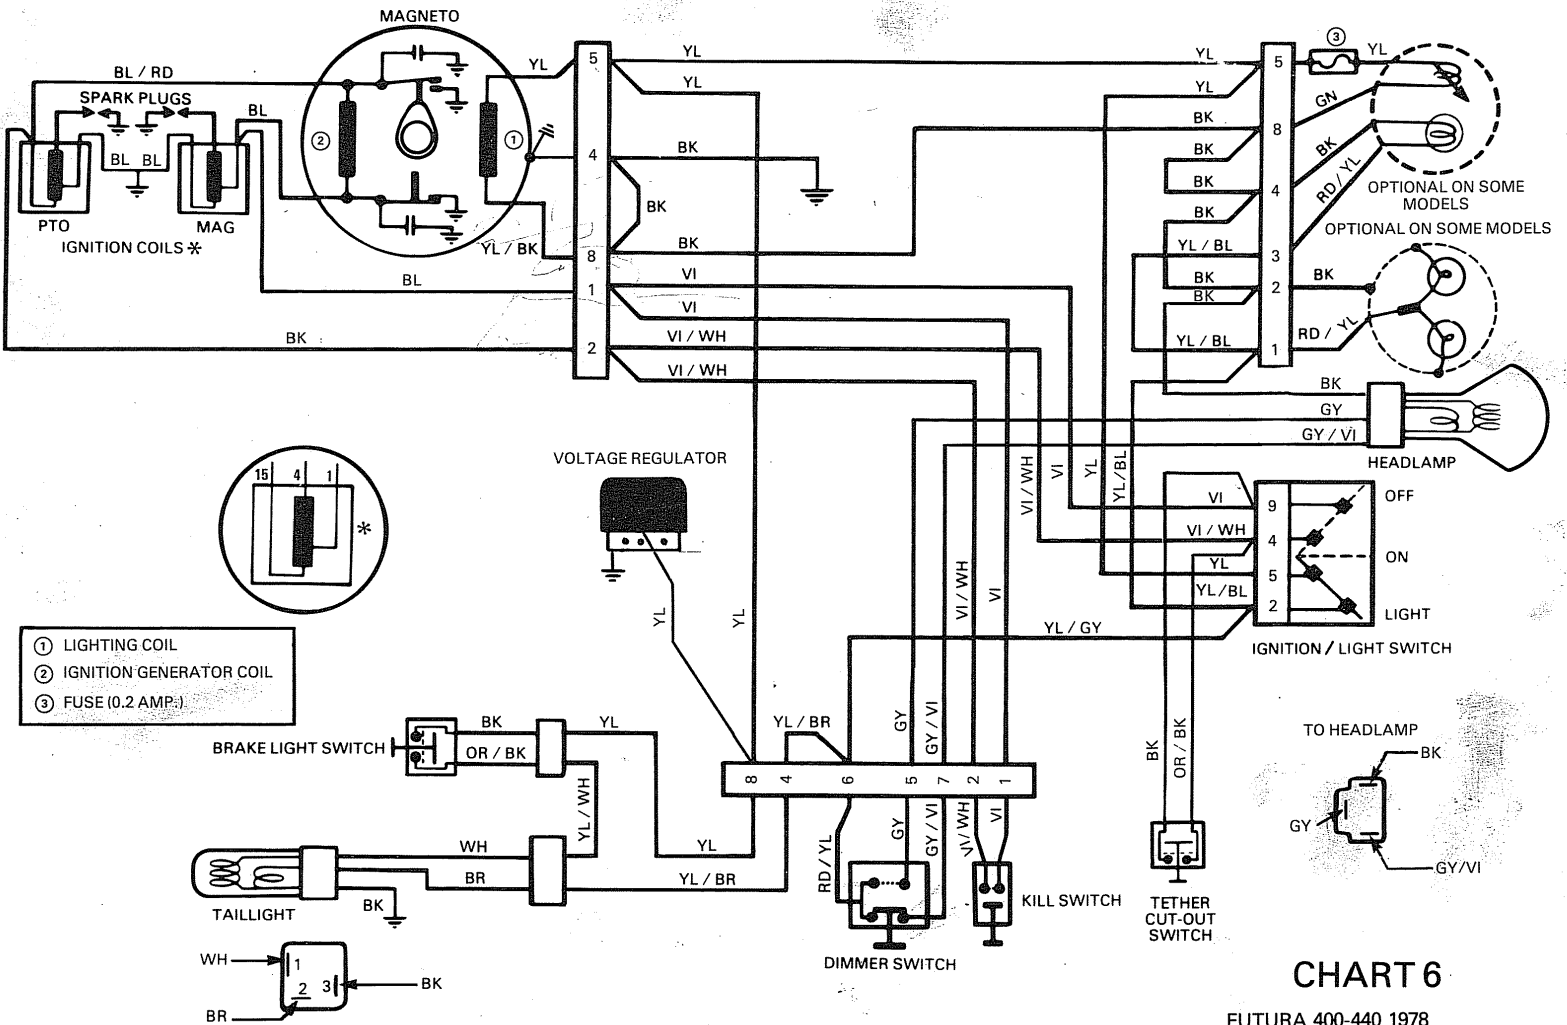 MAGNETO
BL / RD
SPARK PLUGS
BL
BL
BL
PTO
MAG
IGNITION COILS *
2
1
YL
YL / BK
BL
BK
5
4
8
1
2
YL
YL
BK
BK
BK
VI
VI
VI / WH
VI / WH
YL
YL
BK
BK
BK
BK
YL / BL
BK
BK
YL / BL
5
8
4
3
2
1
3
YL
GN
BK
RD / YL
OPTIONAL ON SOME
MODELS
OPTIONAL ON SOME MODELS
BK
RD / YL
BK
GY
GY / VI
HEADLAMP
15 4 1
*
VOLTAGE REGULATOR
YL
YL
VI / WH
VI
YL
YL/BL
VI / WH
VI
VI
VI / WH
YL
YL/BL
9
4
5
2
OFF
ON
LIGHT
IGNITION / LIGHT SWITCH
YL / GY
1 LIGHTING COIL
2 IGNITION GENERATOR COIL
3 FUSE (0.2 AMP.)
BRAKE LIGHT SWITCH
BK
OR / BK
YL
YL / WH
YL / BR
GY
GY / VI
8 4 6 5 7 2 1
YL
YL / BR
RD / YL
GY
GY / VI
VI / WH
VI
WH
BR
BK
TAILLIGHT
DIMMER SWITCH
KILL SWITCH
BK
OR / BK
TETHER
CUT-OUT
SWITCH
TO HEADLAMP
BK
GY
GY/VI
WH
BR
BK
1
2
3
CHART 6
FUTURA 400-440 1978